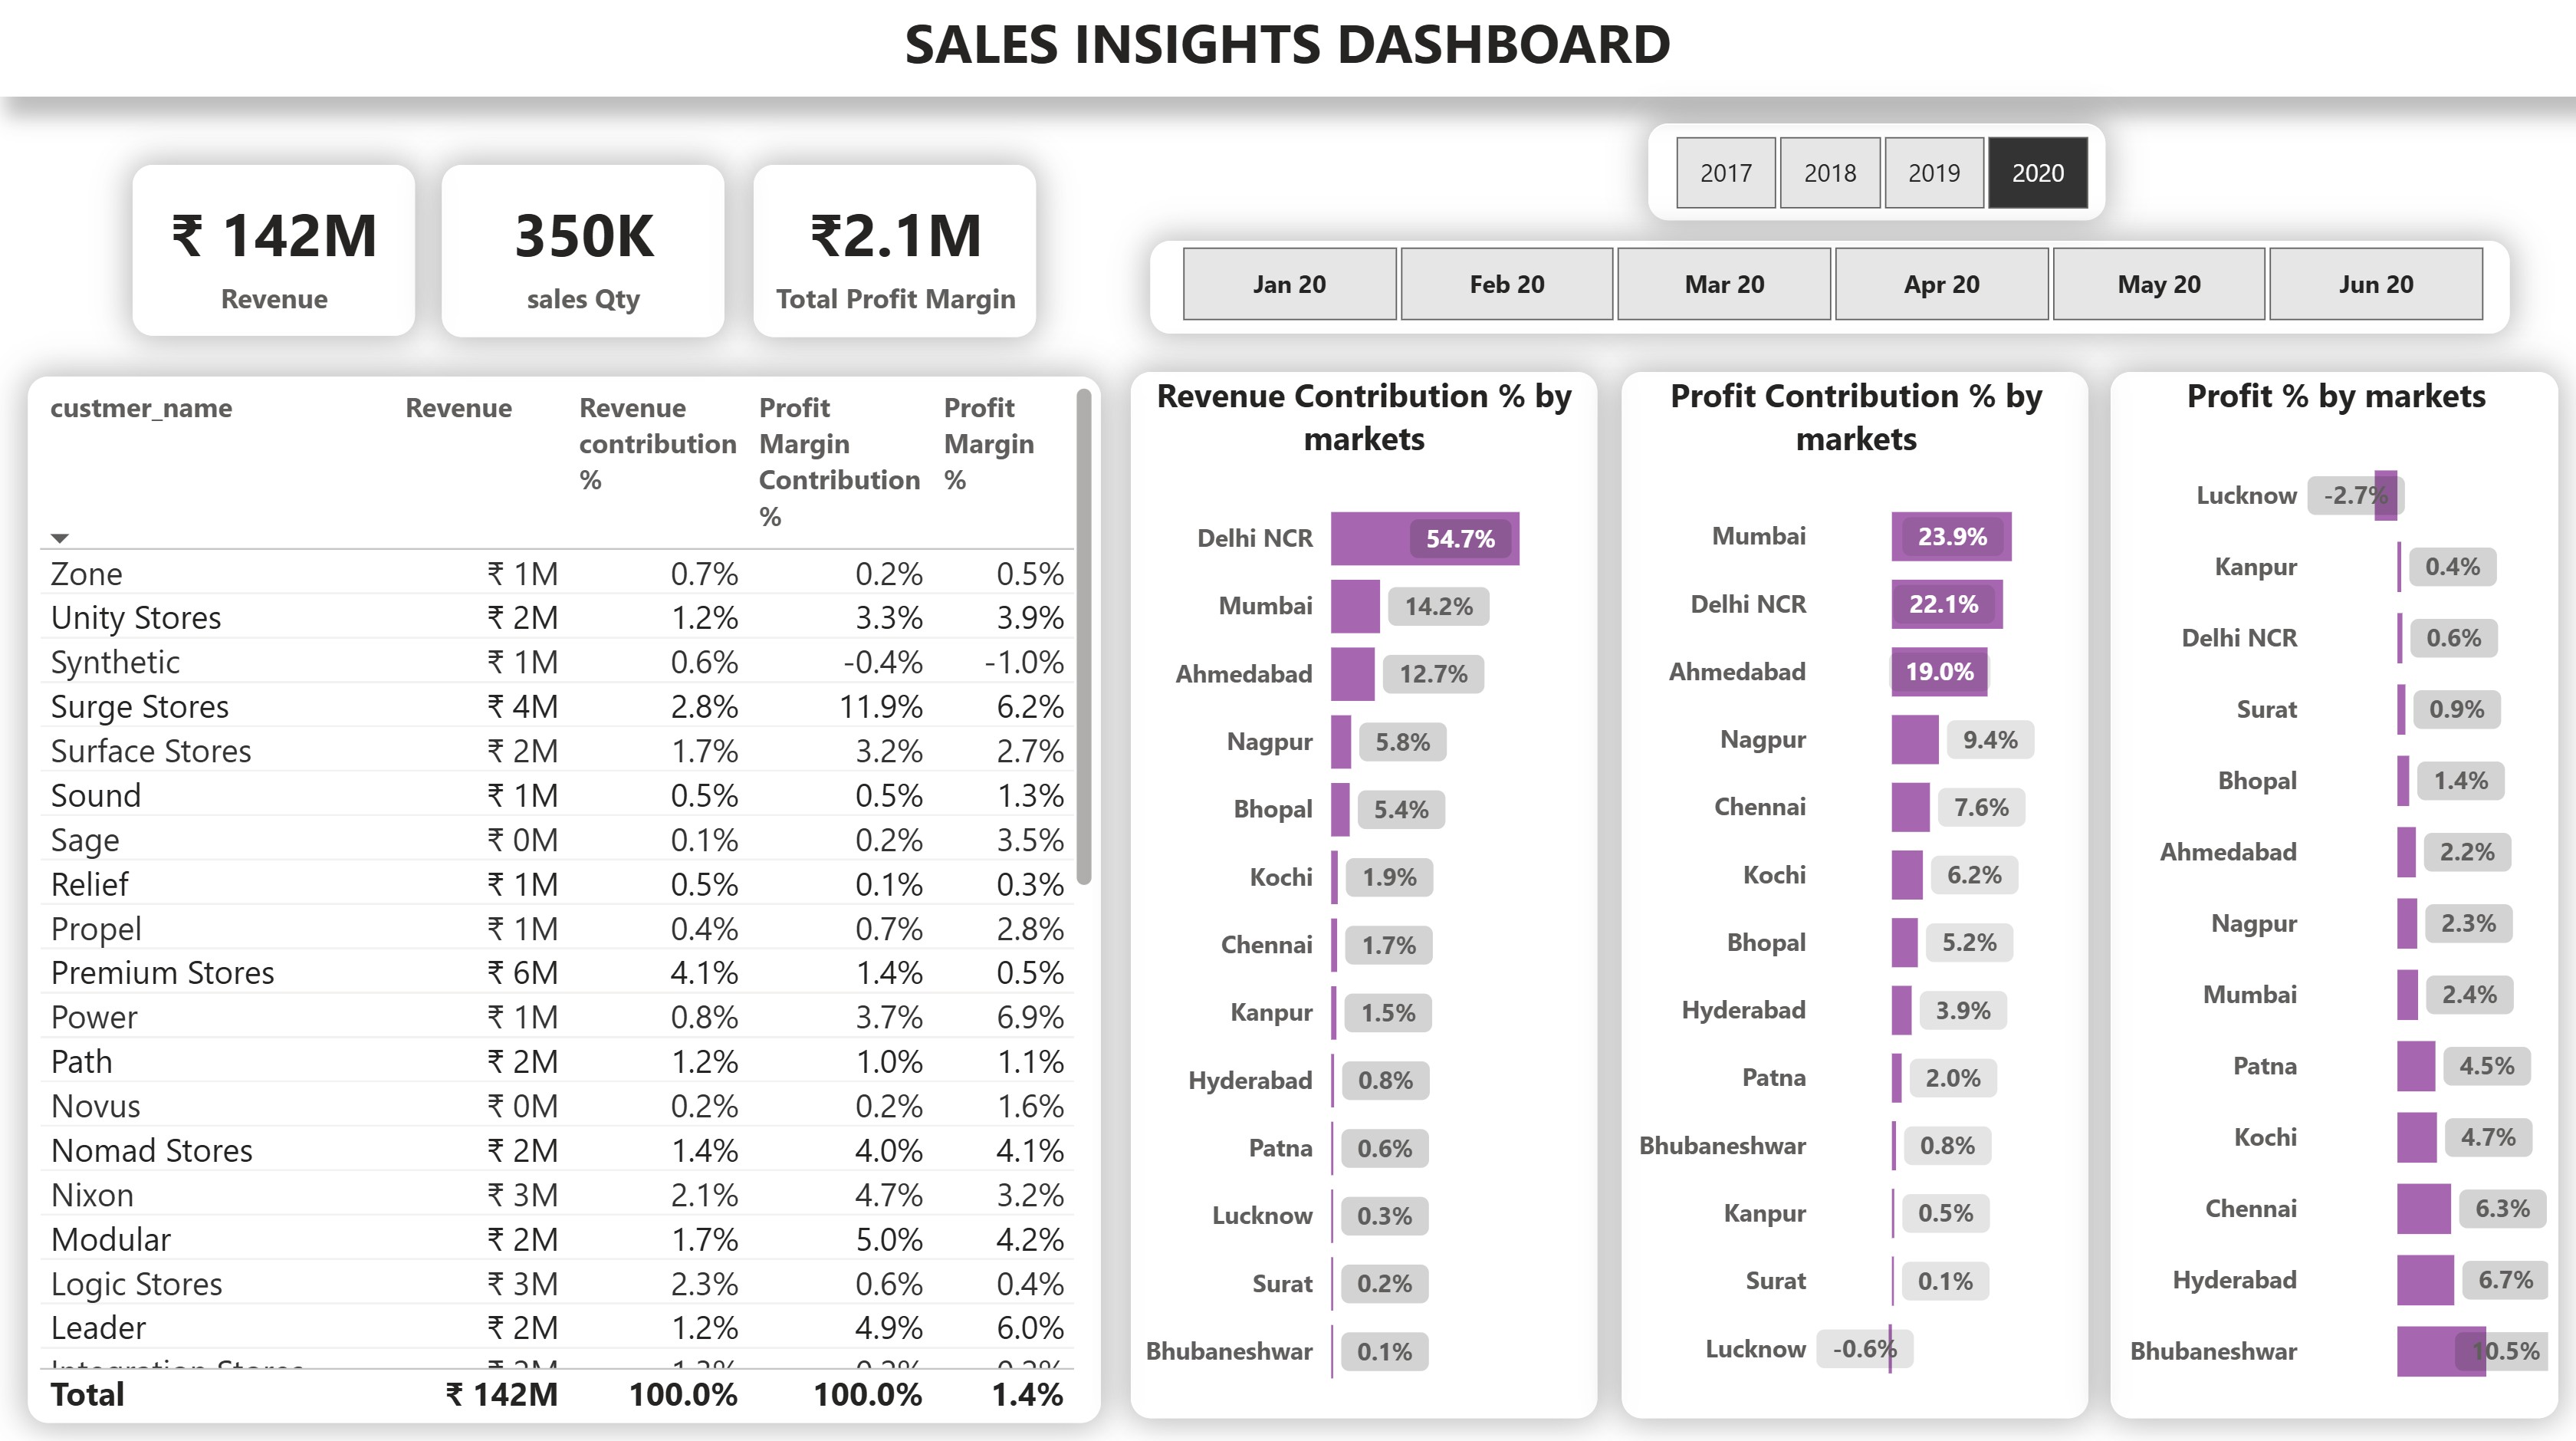 SALES INSIGHTS DASHBOARD
₹ 142M
Revenue
350K
sales Qty
₹2.1M
Total Profit Margin
2017 2018 2019 2020
Jan 20 Feb 20 Mar 20 Apr 20 May 20 Jun 20
custmer_name Revenue Revenue contribution % Profit Margin Contribution % Profit Margin %
Zone ₹ 1M 0.7% 0.2% 0.5%
Unity Stores ₹ 2M 1.2% 3.3% 3.9%
Synthetic ₹ 1M 0.6% -0.4% -1.0%
Surge Stores ₹ 4M 2.8% 11.9% 6.2%
Surface Stores ₹ 2M 1.7% 3.2% 2.7%
Sound ₹ 1M 0.5% 0.5% 1.3%
Sage ₹ 0M 0.1% 0.2% 3.5%
Relief ₹ 1M 0.5% 0.1% 0.3%
Propel ₹ 1M 0.4% 0.7% 2.8%
Premium Stores ₹ 6M 4.1% 1.4% 0.5%
Power ₹ 1M 0.8% 3.7% 6.9%
Path ₹ 2M 1.2% 1.0% 1.1%
Novus ₹ 0M 0.2% 0.2% 1.6%
Nomad Stores ₹ 2M 1.4% 4.0% 4.1%
Nixon ₹ 3M 2.1% 4.7% 3.2%
Modular ₹ 2M 1.7% 5.0% 4.2%
Logic Stores ₹ 3M 2.3% 0.6% 0.4%
Leader ₹ 2M 1.2% 4.9% 6.0%
Total ₹ 142M 100.0% 100.0% 1.4%
Revenue Contribution % by
markets
Delhi NCR 54.7%
Mumbai 14.2%
Ahmedabad 12.7%
Nagpur 5.8%
Bhopal 5.4%
Kochi 1.9%
Chennai 1.7%
Kanpur 1.5%
Hyderabad 0.8%
Patna 0.6%
Lucknow 0.3%
Surat 0.2%
Bhubaneshwar 0.1%
Profit Contribution % by
markets
Mumbai 23.9%
Delhi NCR 22.1%
Ahmedabad 19.0%
Nagpur 9.4%
Chennai 7.6%
Kochi 6.2%
Bhopal 5.2%
Hyderabad 3.9%
Patna 2.0%
Bhubaneshwar 0.8%
Kanpur 0.5%
Surat 0.1%
Lucknow -0.6%
Profit % by markets
Lucknow -2.7%
Kanpur 0.4%
Delhi NCR 0.6%
Surat 0.9%
Bhopal 1.4%
Ahmedabad 2.2%
Nagpur 2.3%
Mumbai 2.4%
Patna 4.5%
Kochi 4.7%
Chennai 6.3%
Hyderabad 6.7%
Bhubaneshwar 10.5%